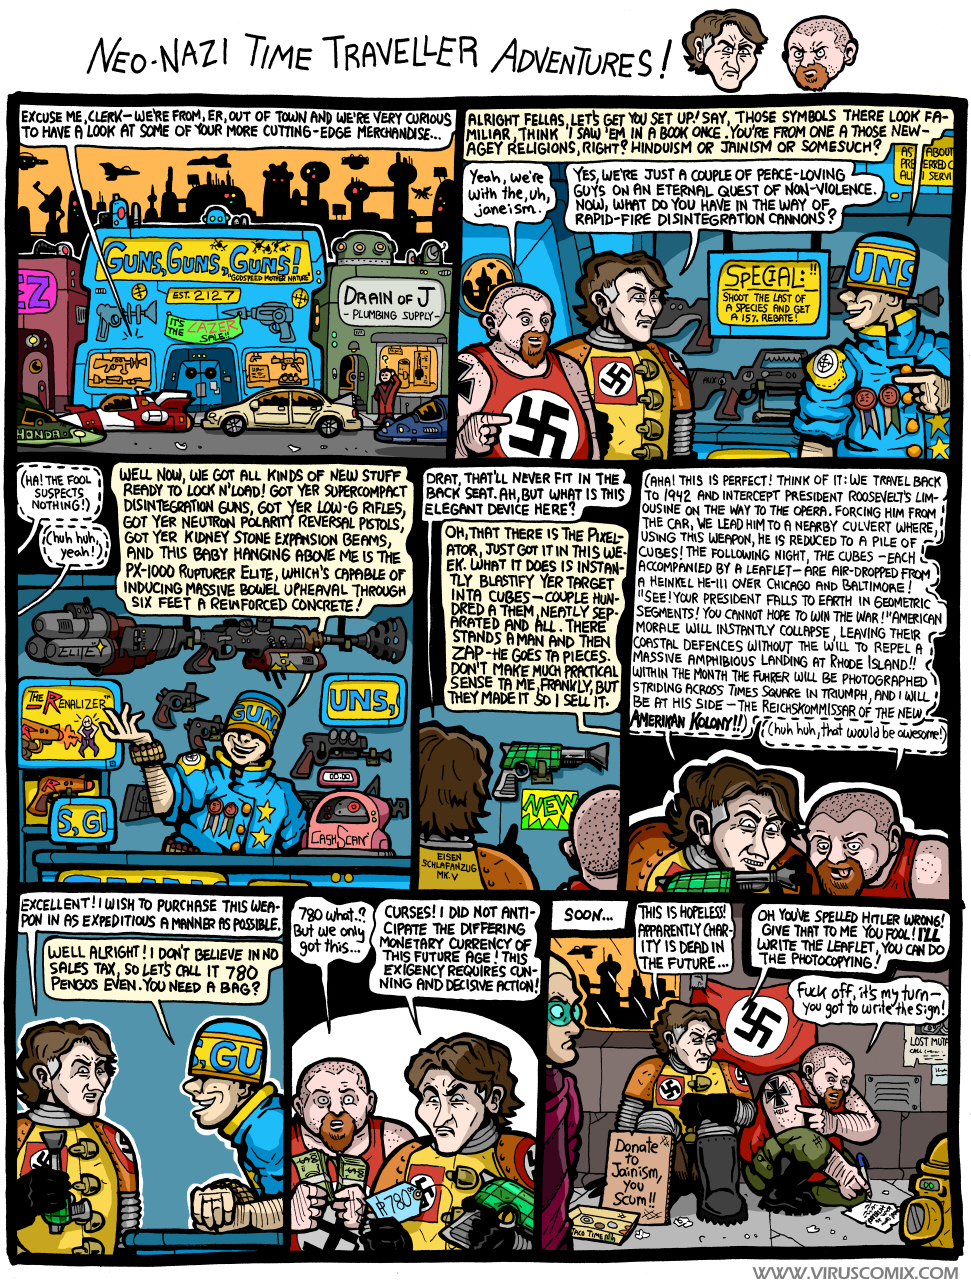 NEO-NAZI TIME TRAVELLER ADVENTURES!
EXCUSE ME, CLERK—WE'RE FROM, ER, OUT OF TOWN AND WE'RE VERY CURIOUS
TO HAVE A LOOK AT SOME OF YOUR MORE CUTTING-EDGE MERCHANDISE...
GUNS, GUNS, GUNS!
"GODSPEED MOTHER NATURE"
EST. 2127
IT'S
THE LAZER
SALE!!
EZ
DRAIN OF J
- PLUMBING SUPPLY -
HONDA
ALRIGHT FELLAS, LET'S GET YOU SET UP! SAY, THOSE SYMBOLS THERE LOOK FA-
MILIAR, THINK I SAW 'EM IN A BOOK ONCE. YOU'RE FROM ONE A THOSE NEW-
AGEY RELIGIONS, RIGHT? HINDUISM OR JAINISM OR SOMESUCH?
Yeah, we're
with the, uh,
janeism.
YES, WE'RE JUST A COUPLE OF PEACE-LOVING
GUYS ON AN ETERNAL QUEST OF NON-VIOLENCE.
NOW, WHAT DO YOU HAVE IN THE WAY OF
RAPID-FIRE DISINTEGRATION CANNONS?
AS ABOUT
PRE ERRED C
ALL I SERVI
SPECIAL:!!
SHOOT THE LAST OF
A SPECIES AND GET
A 15% REBATE!
UNS
AUX
(HA! THE FOOL
SUSPECTS
NOTHING!)
(huh huh,
yeah!)
WELL NOW, WE GOT ALL KINDS OF NEW STUFF
READY TO LOCK N'LOAD! GOT YER SUPERCOMPACT
DISINTEGRATION GUNS, GOT YER LOW-G RIFLES,
GOT YER NEUTRON POLARITY REVERSAL PISTOLS,
GOT YER KIDNEY STONE EXPANSION BEAMS,
AND THIS BABY HANGING ABOVE ME IS THE
PX-1000 RUPTURER ELITE, WHICH'S CAPABLE OF
INDUCING MASSIVE BOWEL UPHEAVAL THROUGH
SIX FEET A REINFORCED CONCRETE!
ELITE
THE RENALIZER™
GUN
UNS,
S, GU
00.00
CASHSCAN
DRAT, THAT'LL NEVER FIT IN THE
BACK SEAT. AH, BUT WHAT IS THIS
ELEGANT DEVICE HERE?
OH, THAT THERE IS THE PIXEL-
ATOR, JUST GOT IT IN THIS WE-
EK. WHAT IT DOES IS INSTAN-
TLY BLASTIFY YER TARGET
INTA CUBES—COUPLE HUN-
DRED A THEM, NEATLY SEP-
ARATED AND ALL. THERE
STANDS A MAN AND THEN
ZAP—HE GOES TA PIECES.
DON'T MAKE MUCH PRACTICAL
SENSE TA ME, FRANKLY, BUT
THEY MADE IT SO I SELL IT.
NEW
EISEN
SCHLAFANZUG
MK. V
(AHA! THIS IS PERFECT! THINK OF IT: WE TRAVEL BACK
TO 1942 AND INTERCEPT PRESIDENT ROOSEVELT'S LIM-
OUSINE ON THE WAY TO THE OPERA. FORCING HIM FROM
THE CAR, WE LEAD HIM TO A NEARBY CULVERT WHERE,
USING THIS WEAPON, HE IS REDUCED TO A PILE OF
CUBES! THE FOLLOWING NIGHT, THE CUBES—EACH
ACCOMPANIED BY A LEAFLET—ARE AIR-DROPPED FROM
A HEINKEL HE-111 OVER CHICAGO AND BALTIMORE!
"SEE! YOUR PRESIDENT FALLS TO EARTH IN GEOMETRIC
SEGMENTS! YOU CANNOT HOPE TO WIN THE WAR!" AMERICAN
MORALE WILL INSTANTLY COLLAPSE, LEAVING THEIR
COASTAL DEFENCES WITHOUT THE WILL TO REPEL A
MASSIVE AMPHIBIOUS LANDING AT RHODE ISLAND!!
WITHIN THE MONTH THE FUHRER WILL BE PHOTOGRAPHED
STRIDING ACROSS TIMES SQUARE IN TRIUMPH, AND I WILL
BE AT HIS SIDE—THE REICHSKOMMISSAR OF THE NEW
AMERIKAN KOLONY!!)
(huh huh, that would be awesome!)
EXCELLENT! I WISH TO PURCHASE THIS WEA-
PON IN AS EXPEDITIOUS A MANNER AS POSSIBLE.
WELL ALRIGHT! I DON'T BELIEVE IN NO
SALES TAX, SO LET'S CALL IT 780
PENGOS EVEN. YOU NEED A BAG?
S, GU
780 what..?
But we only
got this...
CURSES! I DID NOT ANTI-
CIPATE THE DIFFERING
MONETARY CURRENCY OF
THIS FUTURE AGE! THIS
EXIGENCY REQUIRES CUN-
NING AND DECISIVE ACTION!
₱780
SOON...
THIS IS HOPELESS!
APPARENTLY CHAR-
ITY IS DEAD IN
THE FUTURE...
OH YOU'VE SPELLED HITLER WRONG!
GIVE THAT TO ME YOU FOOL! I'LL
WRITE THE LEAFLET, YOU CAN DO
THE PHOTOCOPYING!
Fuck off, it's my turn—
you got to write the sign!
LOST MUTA
CALL
HEIL
Donate
to
Jainism,
you
Scum!!
TACO TIME
WWW.VIRUSCOMIX.COM